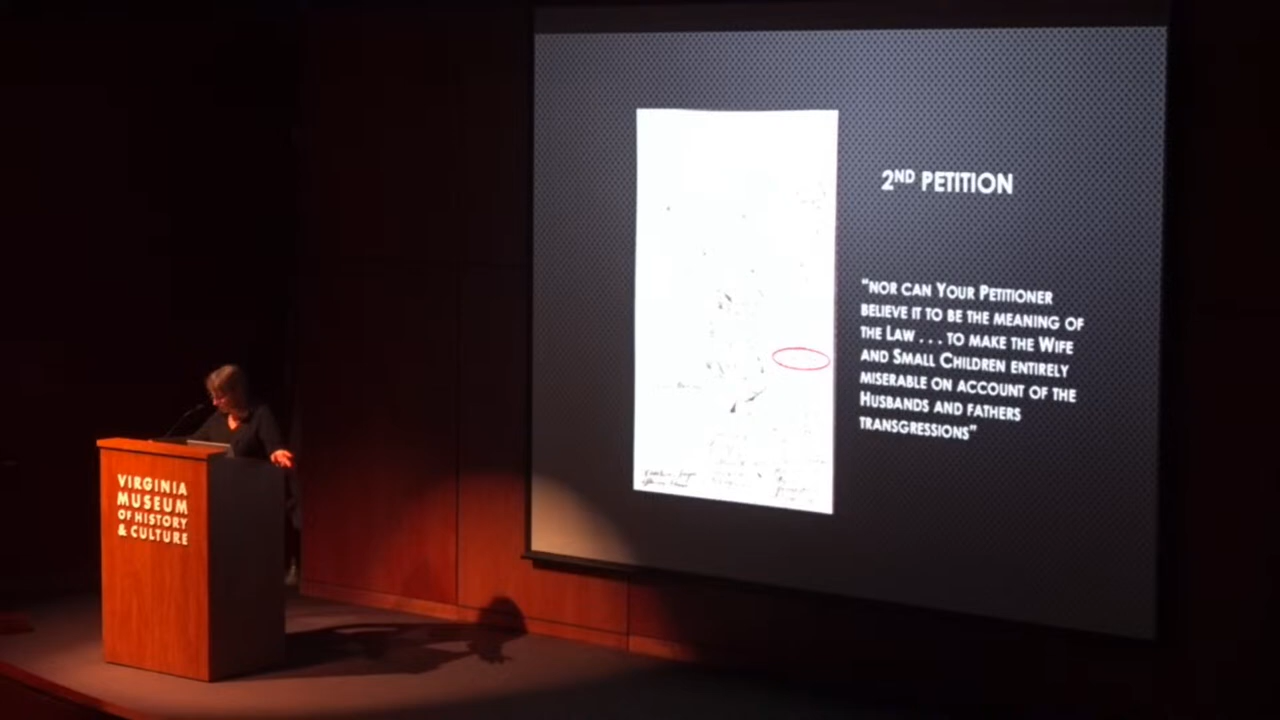 VIRGINIA
MUSEUM
OF HISTORY
& CULTURE
2ND PETITION
“NOR CAN YOUR PETITIONER
BELIEVE IT TO BE THE MEANING OF
THE LAW . . . TO MAKE THE WIFE
AND SMALL CHILDREN ENTIRELY
MISERABLE ON ACCOUNT OF THE
HUSBANDS AND FATHERS
TRANSGRESSIONS”